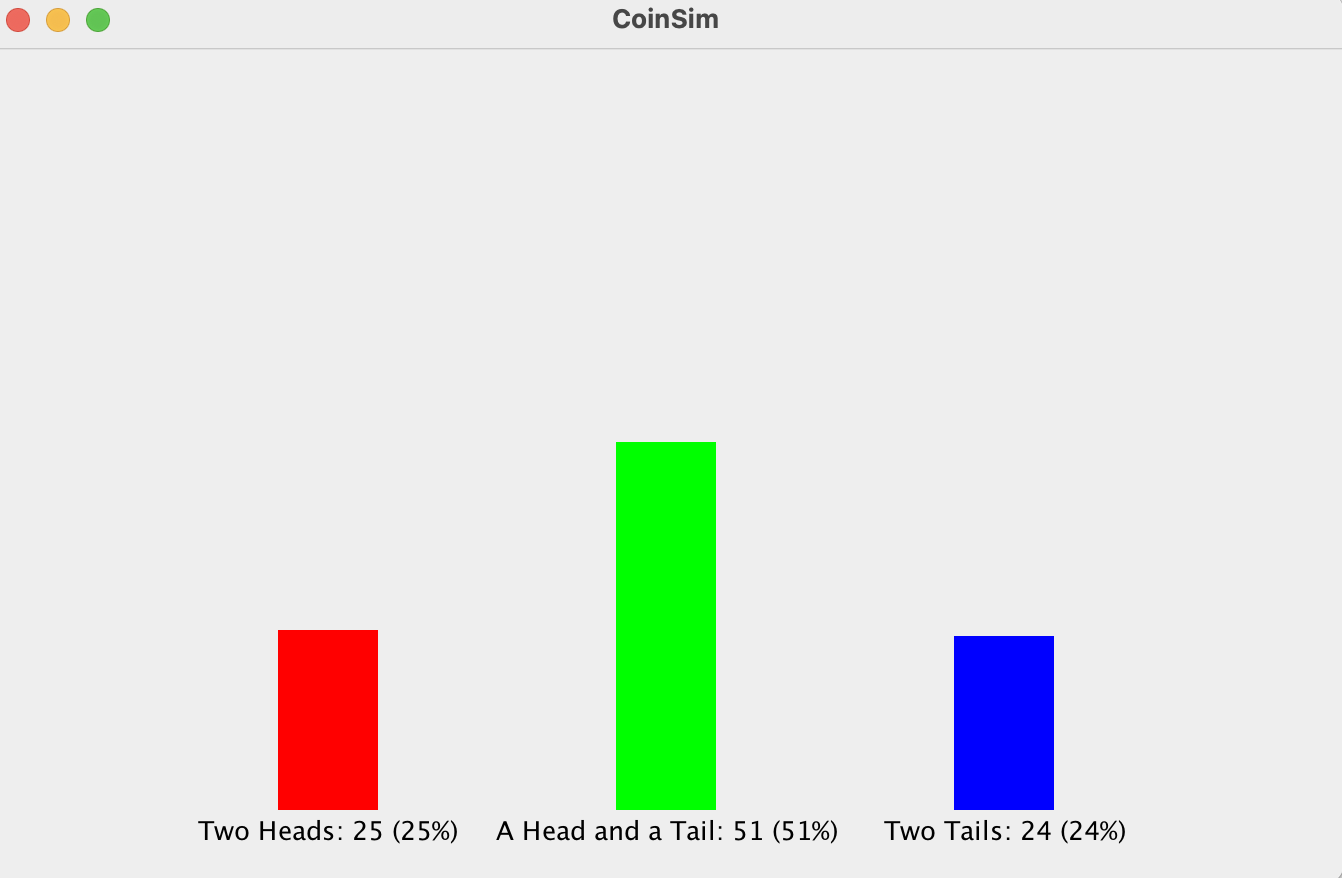 CoinSim
Two Heads: 25 (25%)
A Head and a Tail: 51 (51%)
Two Tails: 24 (24%)